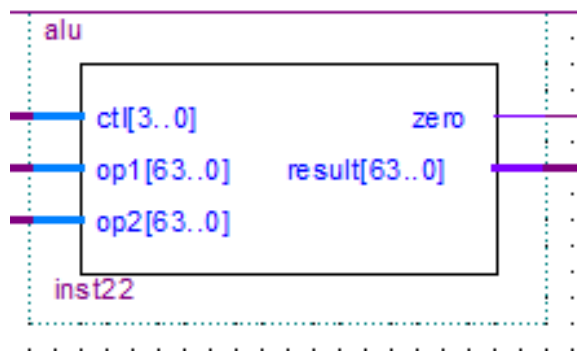 alu
ctl[3..0] zero
op1[63..0] result[63..0]
op2[63..0]
inst22